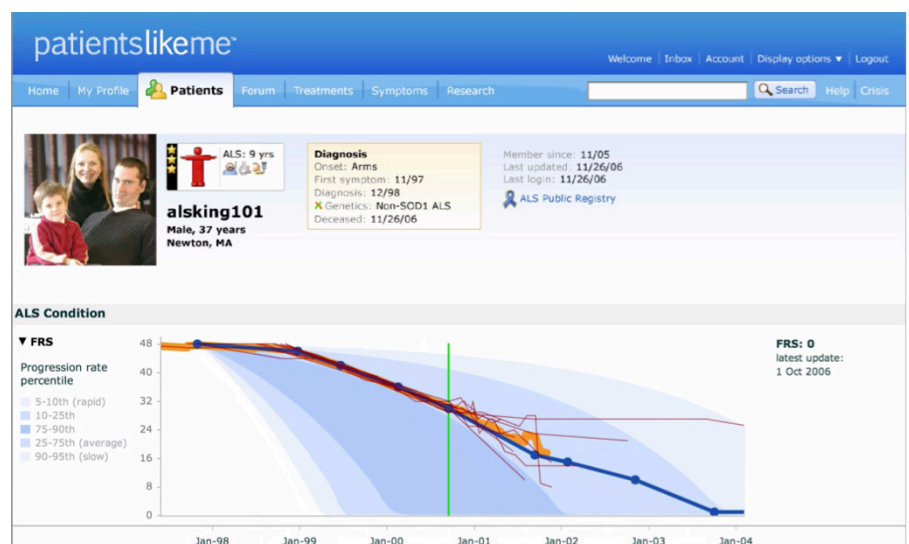 patientslikeme™
Welcome | Inbox | Account | Display options ▼ | Logout
Home | My Profile | Patients | Forum | Treatments | Symptoms | Research
Search
Help | Crisis
ALS: 9 yrs
alsking101
Male, 37 years
Newton, MA
Diagnosis
Onset: Arms
First symptom: 11/97
Diagnosis: 12/98
X Genetics: Non-SOD1 ALS
Deceased: 11/26/06
Member since: 11/05
Last updated: 11/26/06
Last login: 11/26/06
ALS Public Registry
ALS Condition
▼ FRS
Progression rate
percentile
5-10th (rapid)
10-25th
75-90th
25-75th (average)
90-95th (slow)
48
40
32
24
16
8
0
Jan-98 Jan-99 Jan-00 Jan-01 Jan-02 Jan-03 Jan-04
FRS: 0
latest update:
1 Oct 2006